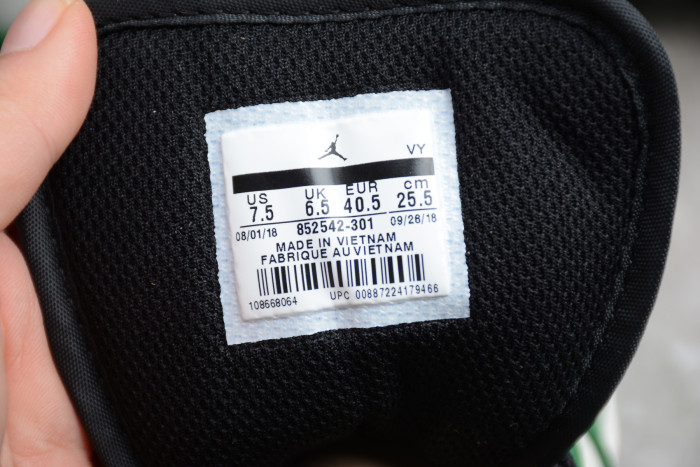 VY
US UK EUR cm
7.5 6.5 40.5 25.5
08/01/18 852542-301 09/26/18
MADE IN VIETNAM
FABRIQUE AU VIETNAM
108668064 UPC 00887224179466